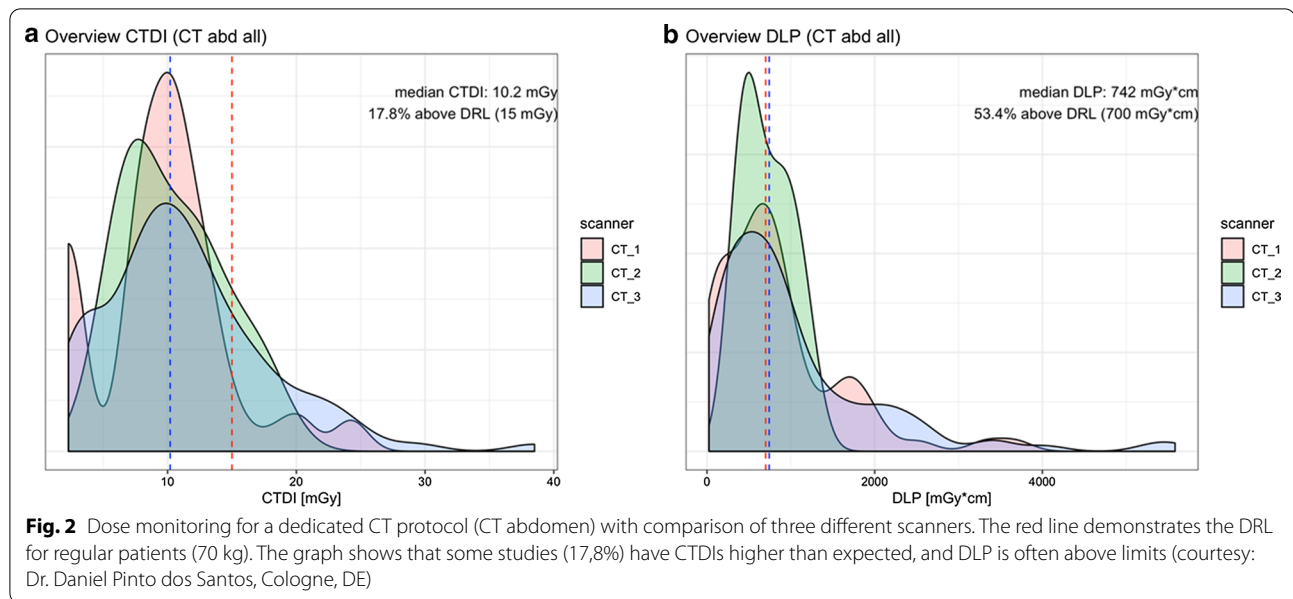 a Overview CTDI (CT abd all)
median CTDI: 10.2 mGy
17.8% above DRL (15 mGy)
scanner
CT_1
CT_2
CT_3
10
20
30
40
CTDI [mGy]
b Overview DLP (CT abd all)
median DLP: 742 mGy*cm
53.4% above DRL (700 mGy*cm)
scanner
CT_1
CT_2
CT_3
0
2000
4000
DLP [mGy*cm]
Fig. 2 Dose monitoring for a dedicated CT protocol (CT abdomen) with comparison of three different scanners. The red line demonstrates the DRL
for regular patients (70 kg). The graph shows that some studies (17,8%) have CTDIs higher than expected, and DLP is often above limits (courtesy:
Dr. Daniel Pinto dos Santos, Cologne, DE)